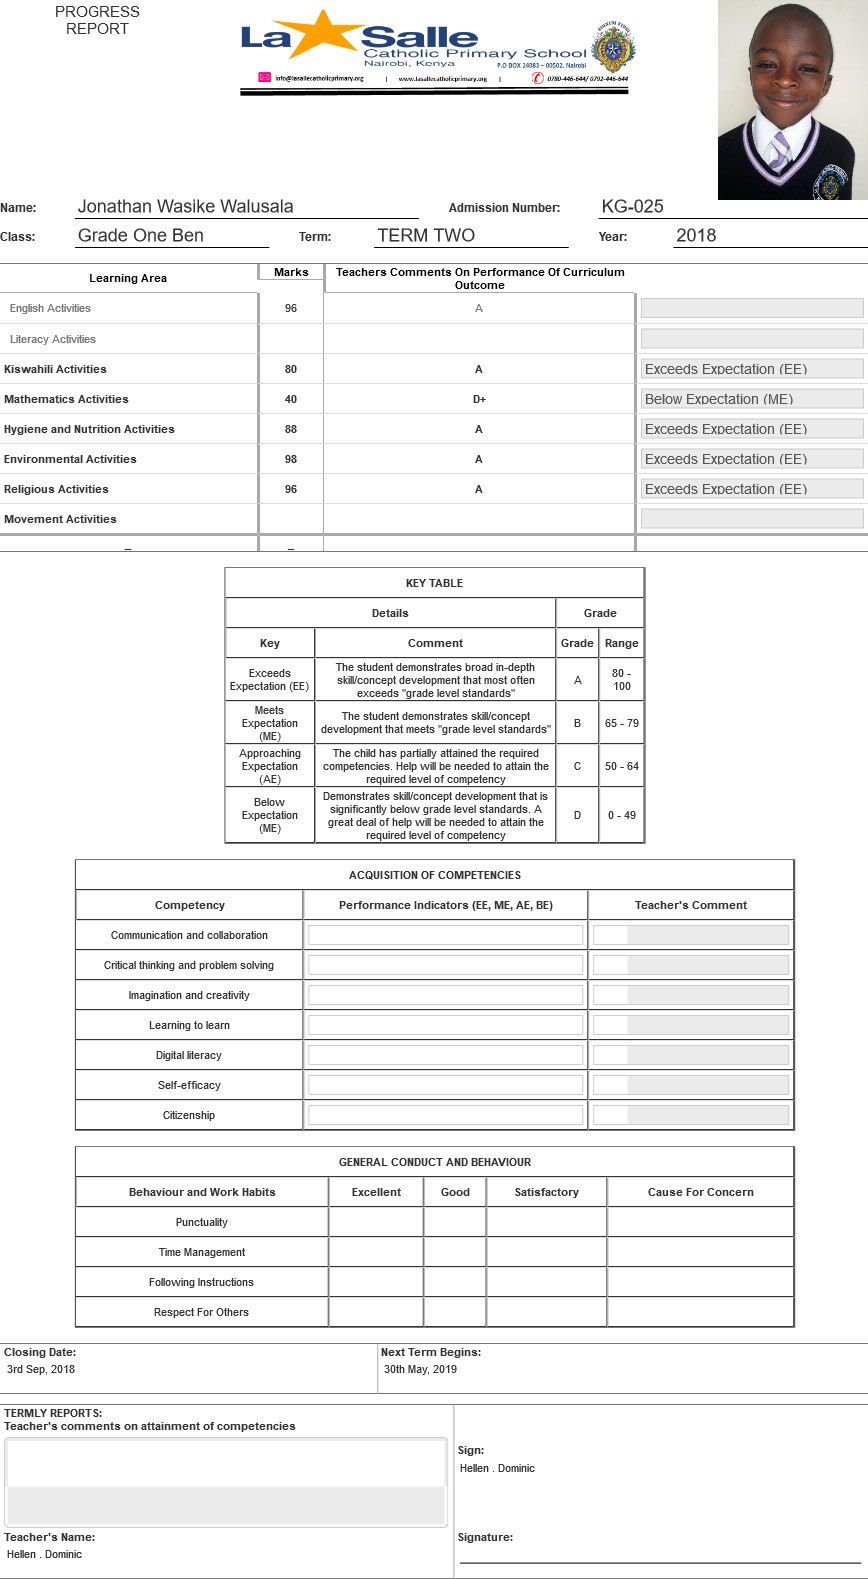 PROGRESS
REPORT
La Salle
Catholic Primary School
Nairobi, Kenya
P.O BOX 24083 – 00502. Nairobi
info@lasallecatholicprimary.org | www.lasallecatholicprimary.org | 0780-446-644/ 0792-446-644
Name: Jonathan Wasike Walusala Admission Number: KG-025
Class: Grade One Ben Term: TERM TWO Year: 2018
Learning Area Marks Teachers Comments On Performance Of Curriculum
Outcome
English Activities 96 A
Literacy Activities
Kiswahili Activities 80 A Exceeds Expectation (EE)
Mathematics Activities 40 D+ Below Expectation (ME)
Hygiene and Nutrition Activities 88 A Exceeds Expectation (EE)
Environmental Activities 98 A Exceeds Expectation (EE)
Religious Activities 96 A Exceeds Expectation (EE)
Movement Activities
_ _
KEY TABLE
Details Grade
Key Comment Grade Range
Exceeds
Expectation (EE)
The student demonstrates broad in-depth
skill/concept development that most often
exceeds "grade level standards"
A
80 -
100
Meets
Expectation
(ME)
The student demonstrates skill/concept
development that meets "grade level standards"
B
65 - 79
Approaching
Expectation
(AE)
The child has partially attained the required
competencies. Help will be needed to attain the
required level of competency
C
50 - 64
Below
Expectation
(ME)
Demonstrates skill/concept development that is
significantly below grade level standards. A
great deal of help will be needed to attain the
required level of competency
D
0 - 49
ACQUISITION OF COMPETENCIES
Competency Performance Indicators (EE, ME, AE, BE) Teacher's Comment
Communication and collaboration
Critical thinking and problem solving
Imagination and creativity
Learning to learn
Digital literacy
Self-efficacy
Citizenship
GENERAL CONDUCT AND BEHAVIOUR
Behaviour and Work Habits Excellent Good Satisfactory Cause For Concern
Punctuality
Time Management
Following Instructions
Respect For Others
Closing Date: Next Term Begins:
3rd Sep, 2018 30th May, 2019
TERMLY REPORTS:
Teacher's comments on attainment of competencies
Sign:
Hellen . Dominic
Teacher's Name: Signature:
Hellen . Dominic